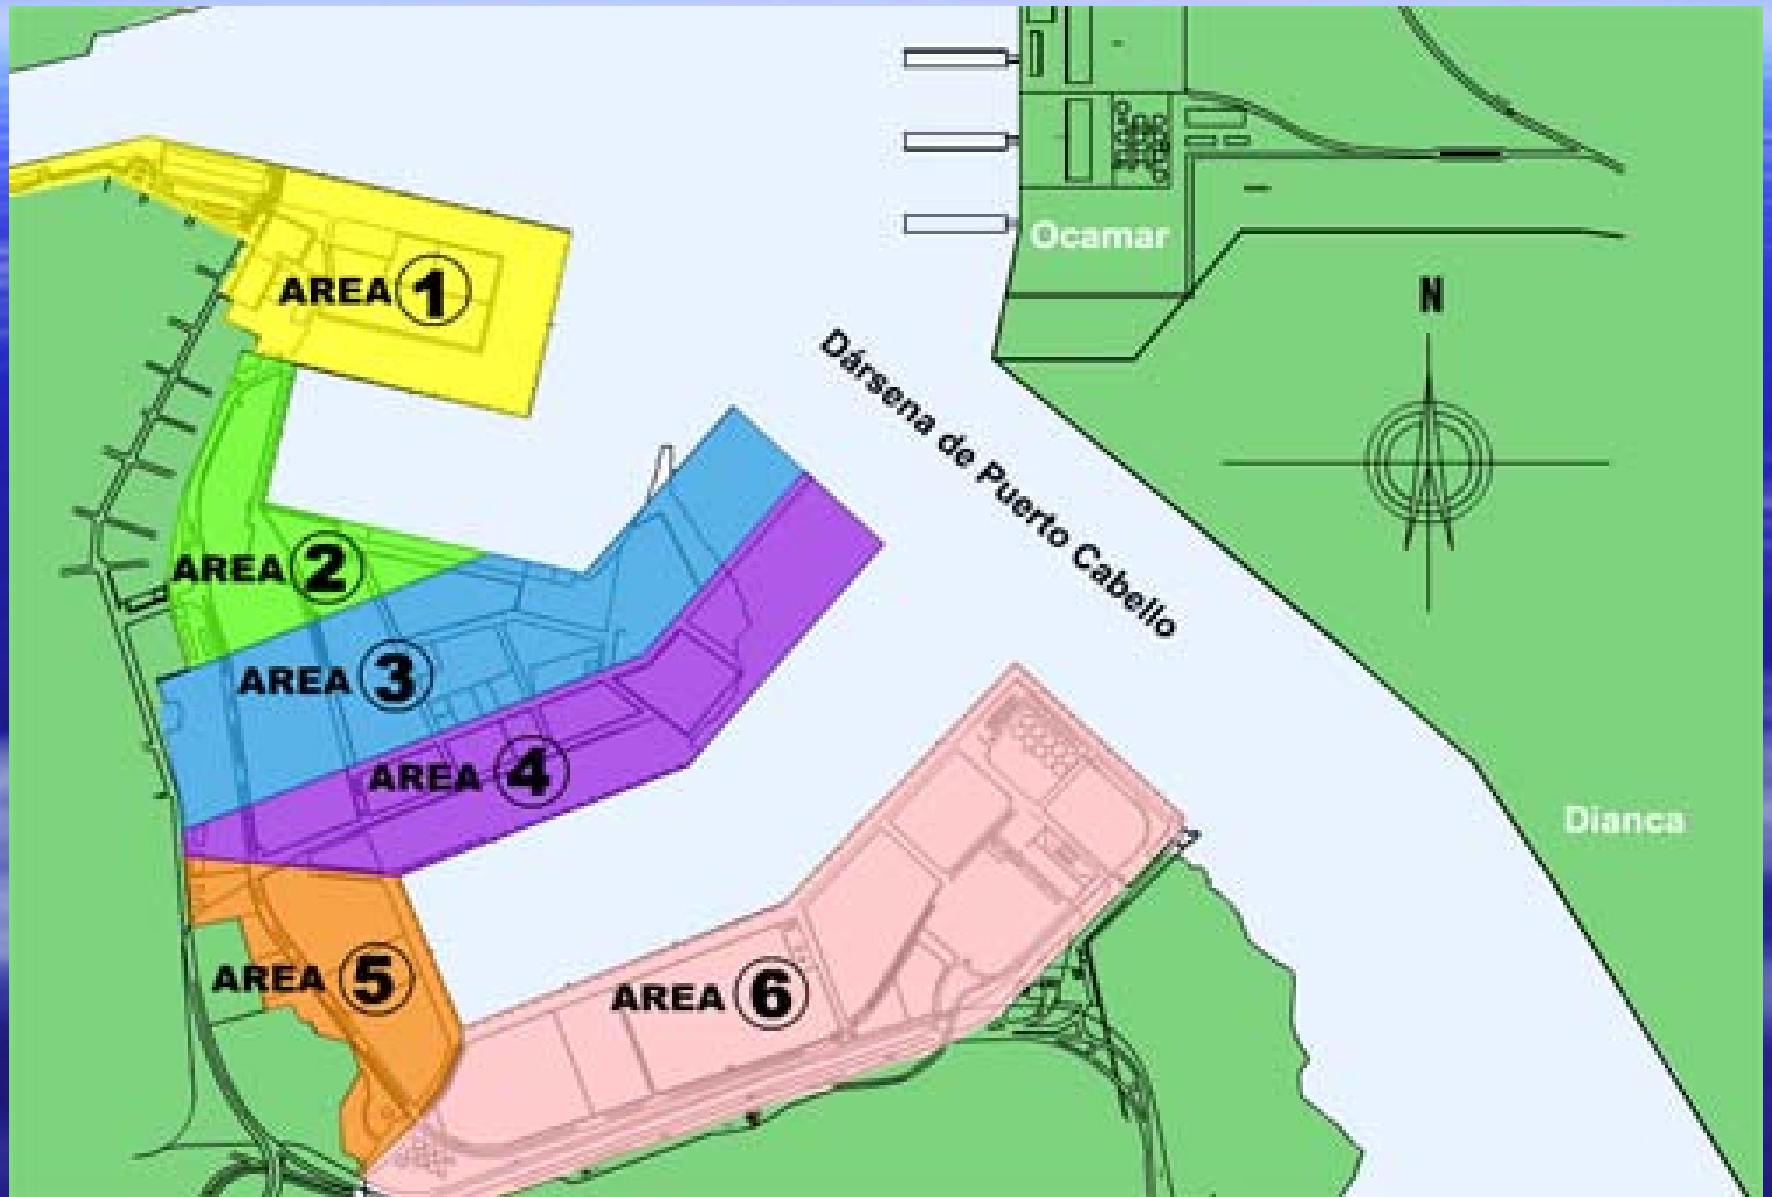 Ocamar
AREA 1
N
Dársena de Puerto Cabello
AREA 2
AREA 3
AREA 4
Dianca
AREA 5
AREA 6